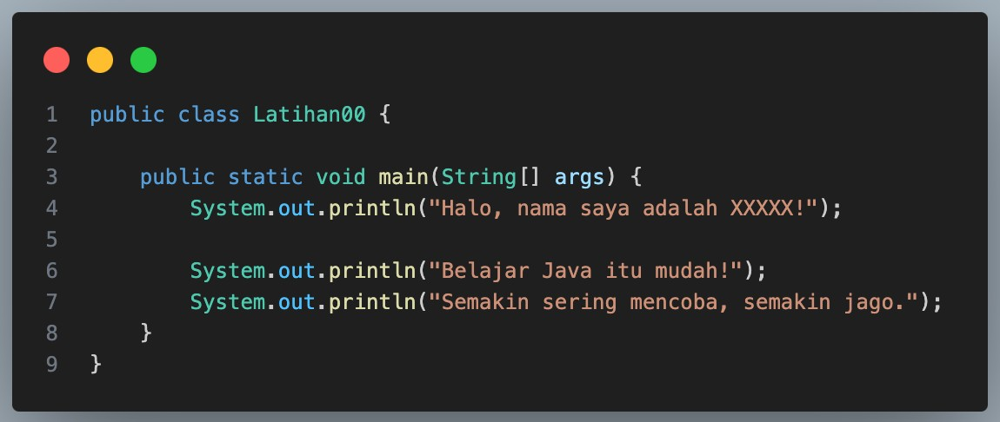 1 public class Latihan00 {
2
3     public static void main(String[] args) {
4         System.out.println("Halo, nama saya adalah XXXXX!");
5
6         System.out.println("Belajar Java itu mudah!");
7         System.out.println("Semakin sering mencoba, semakin jago.");
8     }
9 }